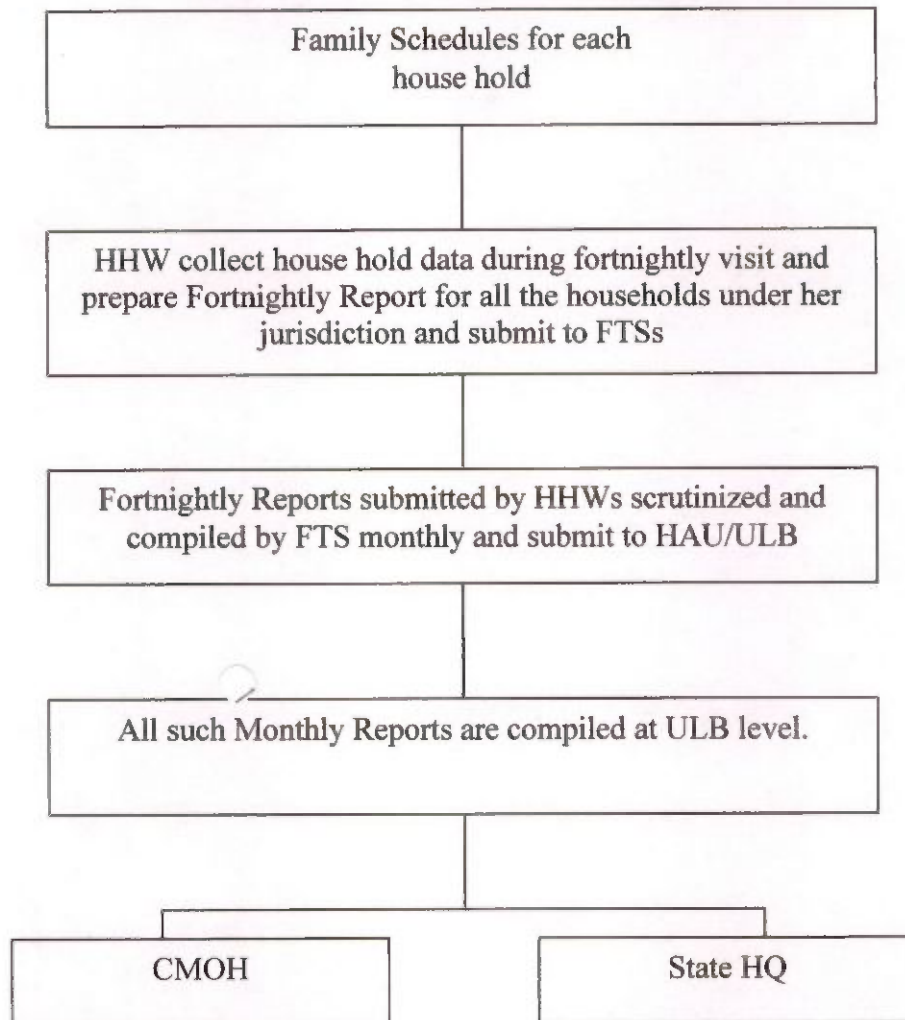 Family Schedules for each
house hold
HHW collect house hold data during fortnightly visit and
prepare Fortnightly Report for all the households under her
jurisdiction and submit to FTSs
Fortnightly Reports submitted by HHWs scrutinized and
compiled by FTS monthly and submit to HAU/ULB
All such Monthly Reports are compiled at ULB level.
CMOH
State HQ